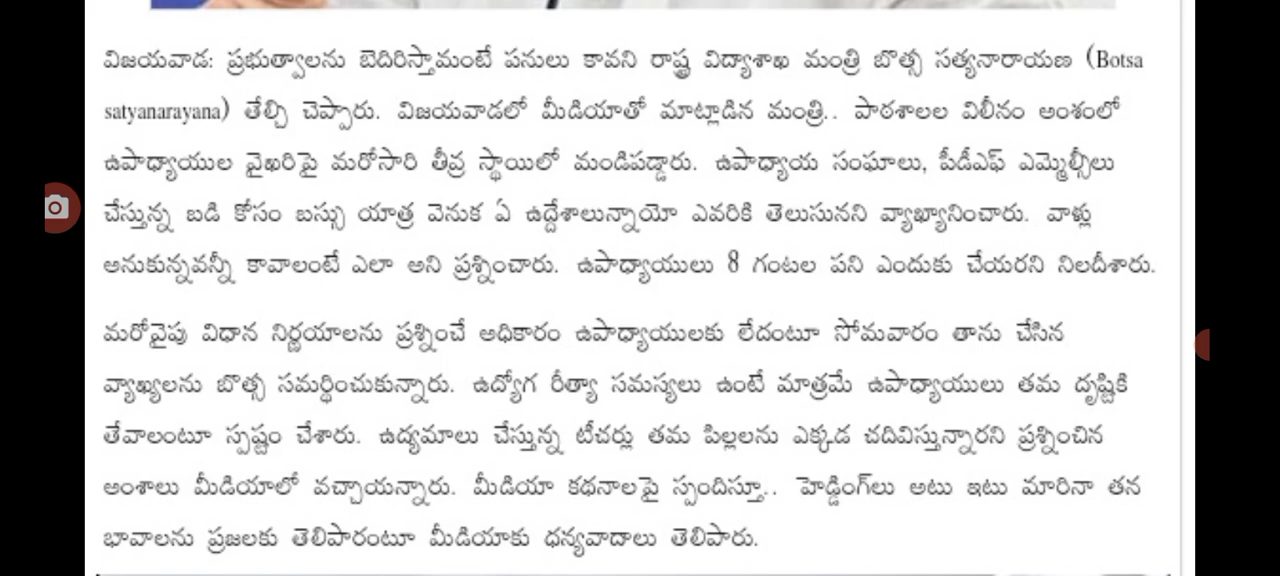 విజయవాడ: ప్రభుత్వాలను బెదిరిస్తామంటే పనులు కావని రాష్ట్ర విద్యాశాఖ మంత్రి బొత్స సత్యనారాయణ (Botsa
satyanarayana) తేల్చి చెప్పారు. విజయవాడలో మీడియాతో మాట్లాడిన మంత్రి.. పాఠశాలల విలీనం అంశంలో
ఉపాధ్యాయుల వైఖరిపై మరోసారి తీవ్ర స్థాయిలో మండిపడ్డారు. ఉపాధ్యాయ సంఘాలు, పీడీఎఫ్ ఎమ్మెల్సీలు
చేస్తున్న బడి కోసం బస్సు యాత్ర వెనుక ఏ ఉద్దేశాలున్నాయో ఎవరికి తెలుసునని వ్యాఖ్యానించారు. వాళ్లు
అనుకున్నవన్నీ కావాలంటే ఎలా అని ప్రశ్నించారు. ఉపాధ్యాయులు 8 గంటల పని ఎందుకు చేయరని నిలదీశారు.
మరోవైపు విధాన నిర్ణయాలను ప్రశ్నించే అధికారం ఉపాధ్యాయులకు లేదంటూ సోమవారం తాను చేసిన
వ్యాఖ్యలను బొత్స సమర్థించుకున్నారు. ఉద్యోగ రీత్యా సమస్యలు ఉంటే మాత్రమే ఉపాధ్యాయులు తమ దృష్టికి
తేవాలంటూ స్పష్టం చేశారు. ఉద్యమాలు చేస్తున్న టీచర్లు తమ పిల్లలను ఎక్కడ చదివిస్తున్నారని ప్రశ్నించిన
అంశాలు మీడియాలో వచ్చాయన్నారు. మీడియా కథనాలపై స్పందిస్తూ.. హెడ్డింగ్‌లు అటు ఇటు మారినా తన
భావాలను ప్రజలకు తెలిపారంటూ మీడియాకు ధన్యవాదాలు తెలిపారు.